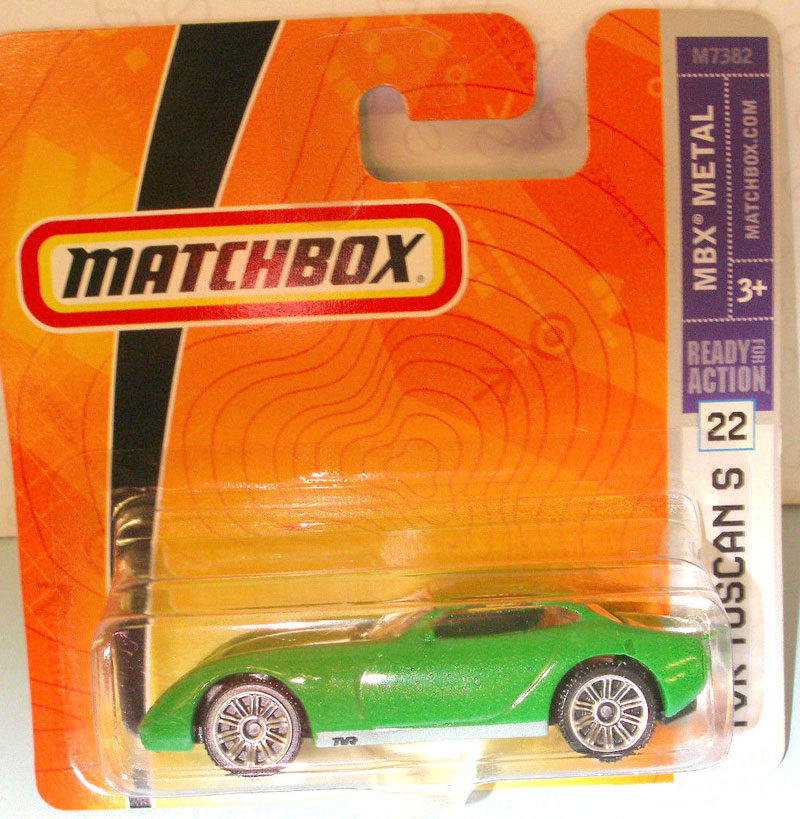 M7382
MATCHBOX®
MBX® METAL
MATCHBOX.COM
3+
READY FOR ACTION
22
TVR TUSCAN S
TVR